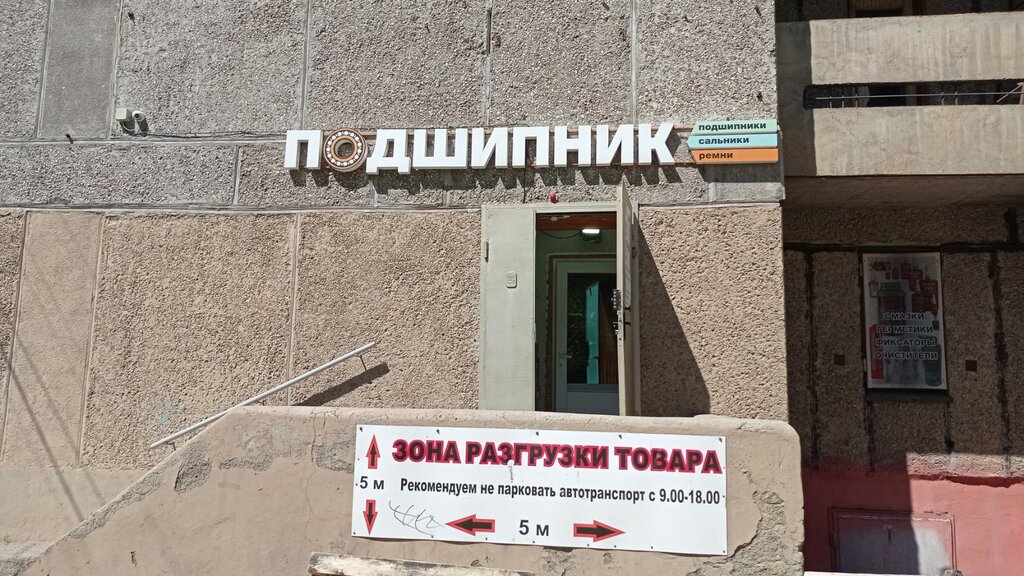 ПОДШИПНИК
подшипники
сальники
ремни
СМАЗКИ
ГЕРМЕТИКИ
ФИКСАТОРЫ
ОЧИСТИТЕЛИ
ЗОНА РАЗГРУЗКИ ТОВАРА
5 м
Рекомендуем не парковать автотранспорт с 9.00-18.00
5 м